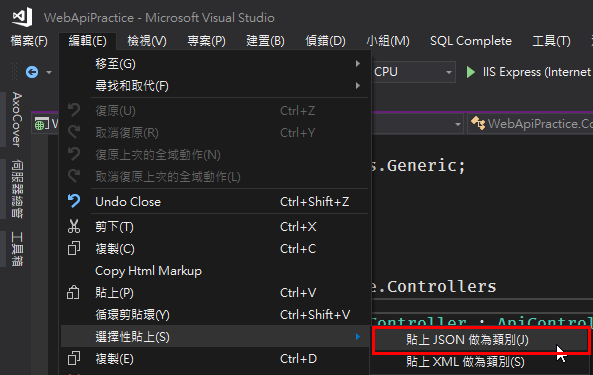 WebApiPractice - Microsoft Visual Studio
檔案(F) 編輯(E) 檢視(V) 專案(P) 建置(B) 偵錯(D) 小組(M) SQL Complete 工具(T)
移至(G)
CPU IIS Express (Internet
尋找和取代(F)
AxoCover
伺服器總管
工具箱
復原(U) Ctrl+Z
取消復原(R) Ctrl+Y
WebApiPractice.Co
復原上次的全域動作(N)
s.Generic;
取消復原上次的全域動作(L)
Undo Close Ctrl+Shift+Z
剪下(T) Ctrl+X
複製(C) Ctrl+C
Copy Html Markup
貼上(P) Ctrl+V
e.Controllers
循環剪貼環(Y) Ctrl+Shift+V
Controller : ApiControl
選擇性貼上(S)
貼上 JSON 做為類別(J)
複製(E) Ctrl+D
貼上 XML 做為類別(S)